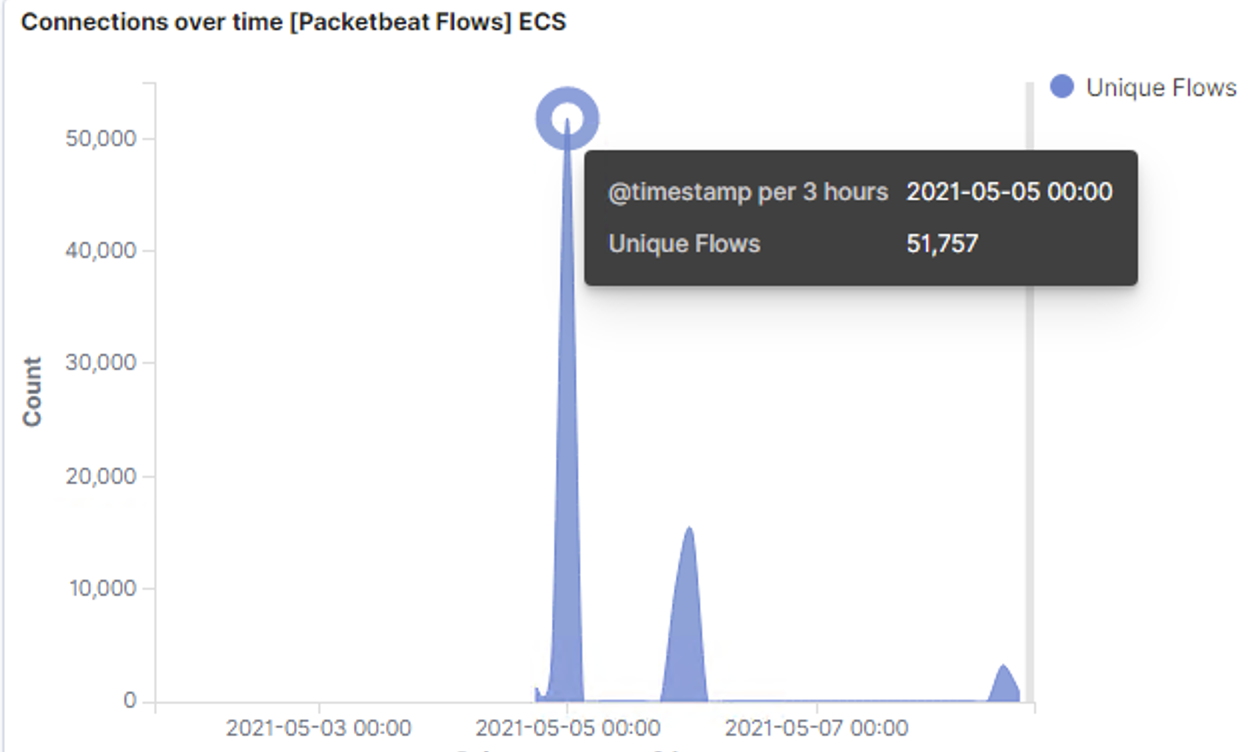 Connections over time [Packetbeat Flows] ECS
Unique Flows
50,000
@timestamp per 3 hours 2021-05-05 00:00
Unique Flows 51,757
40,000
30,000
Count
20,000
10,000
0
2021-05-03 00:00 2021-05-05 00:00 2021-05-07 00:00